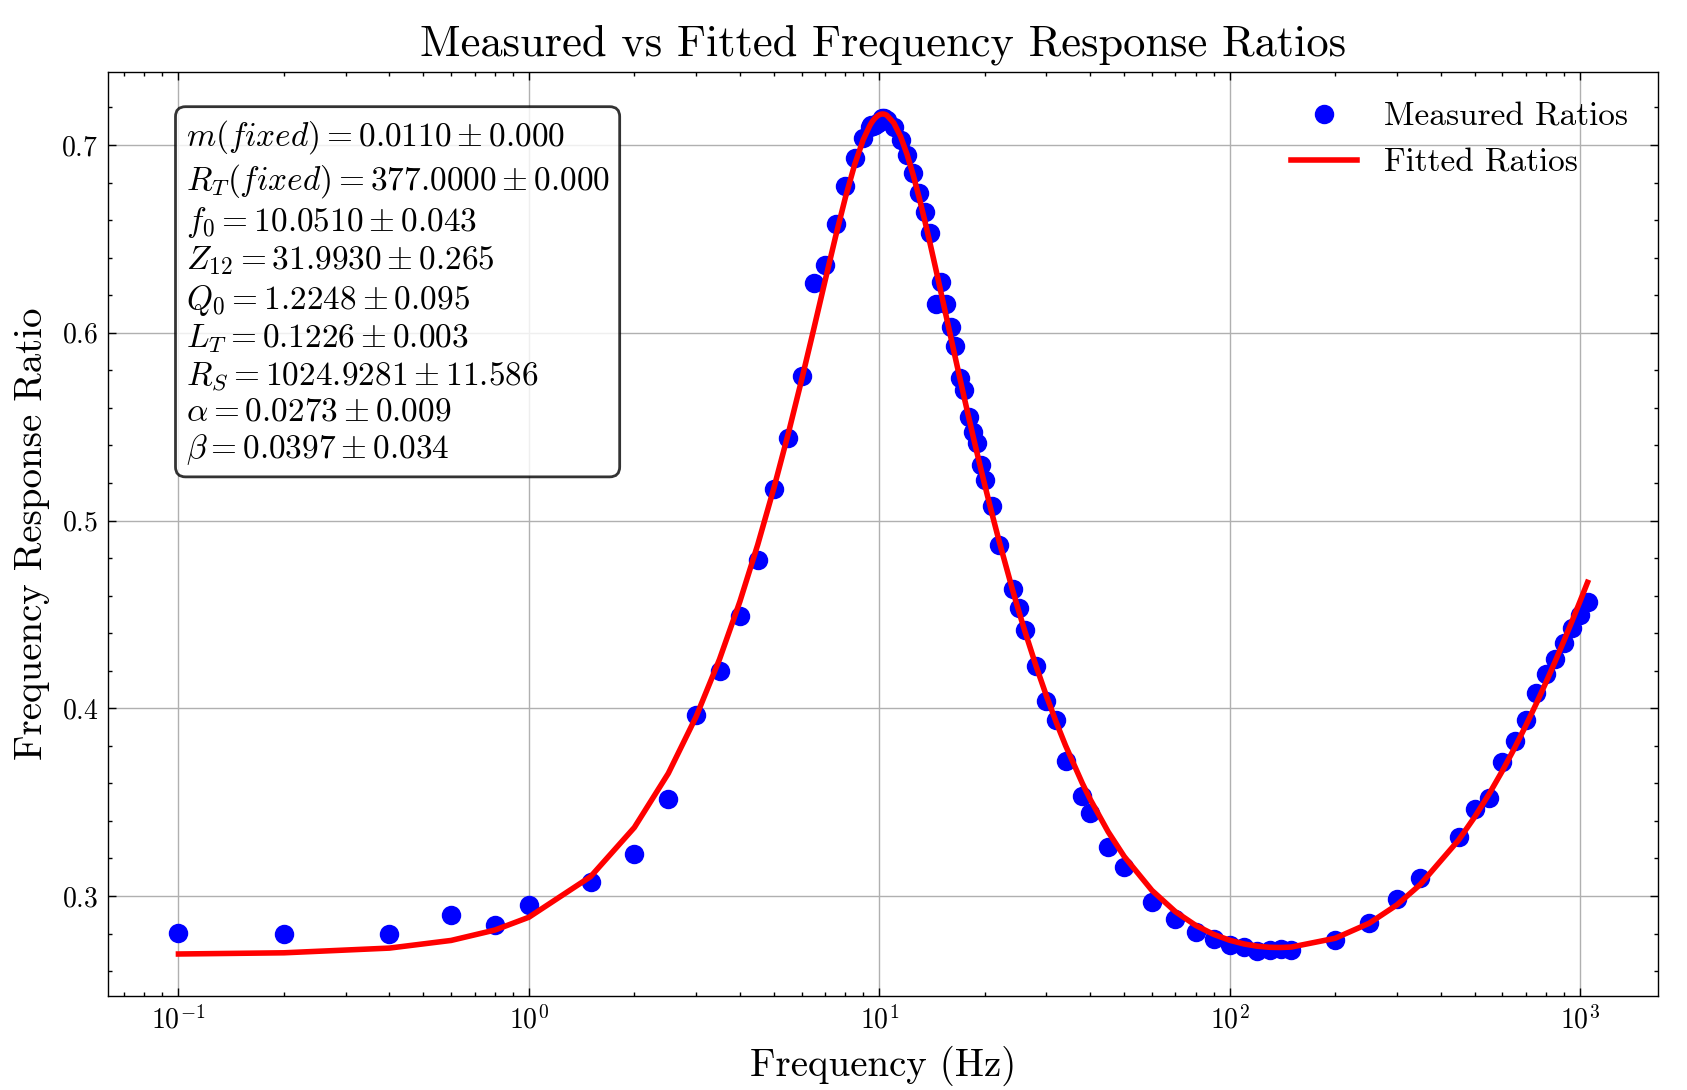 Measured vs Fitted Frequency Response Ratios
m(fixed) = 0.0110 ± 0.000
R_T(fixed) = 377.0000 ± 0.000
f_0 = 10.0510 ± 0.043
Z_12 = 31.9930 ± 0.265
Q_0 = 1.2248 ± 0.095
L_T = 0.1226 ± 0.003
R_S = 1024.9281 ± 11.586
α = 0.0273 ± 0.009
β = 0.0397 ± 0.034
Measured Ratios
Fitted Ratios
Frequency Response Ratio
0.7
0.6
0.5
0.4
0.3
10^−1
10^0
10^1
10^2
10^3
Frequency (Hz)